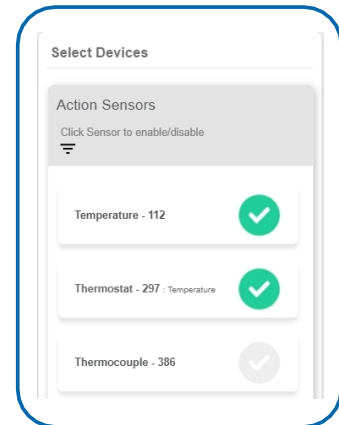 Select Devices
Action Sensors
Click Sensor to enable/disable
Temperature - 112
Thermostat - 297 : Temperature
Thermocouple - 386